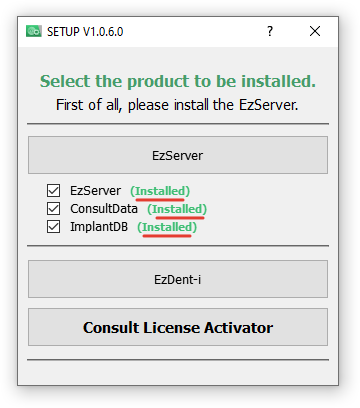 SETUP V1.0.6.0
Select the product to be installed.
First of all, please install the EzServer.
EzServer
EzServer (Installed)
ConsultData (Installed)
ImplantDB (Installed)
EzDent-i
Consult License Activator